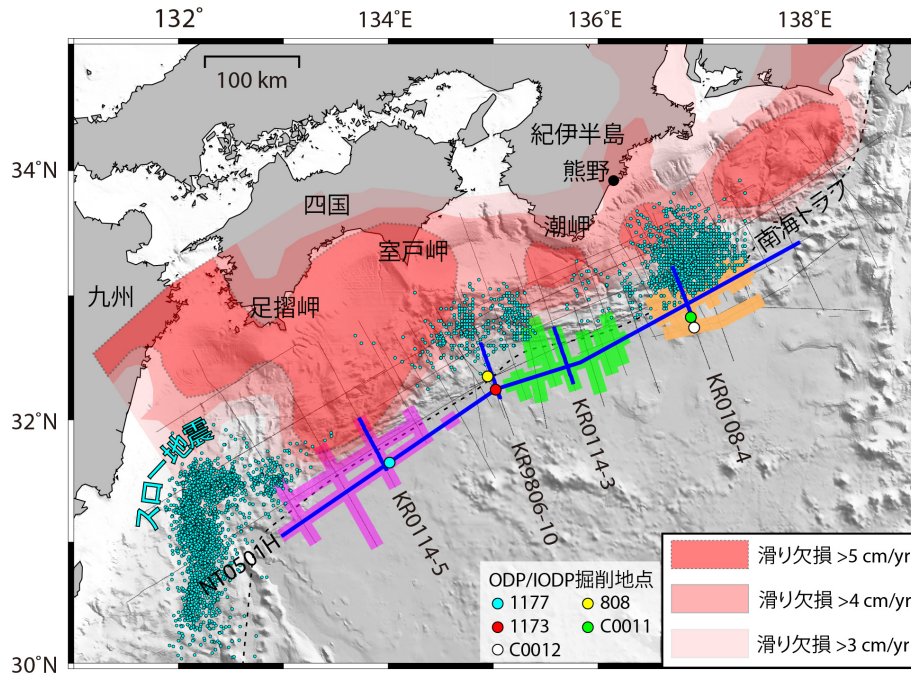 132°
134°
136°
138°
100 km
34°N
33°N
32°N
31°N
30°N
紀伊半島
熊野
四国
潮岬
室戸岬
南海トラフ
九州
足摺岬
スロー地震
KR0108-4
KR0114-3
KR9806-10
KR0114-5
NT0501H
ODP/IODP掘削地点
1177
808
1173
C0011
C0012
滑り欠損 >5 cm/yr
滑り欠損 >4 cm/yr
滑り欠損 >3 cm/yr